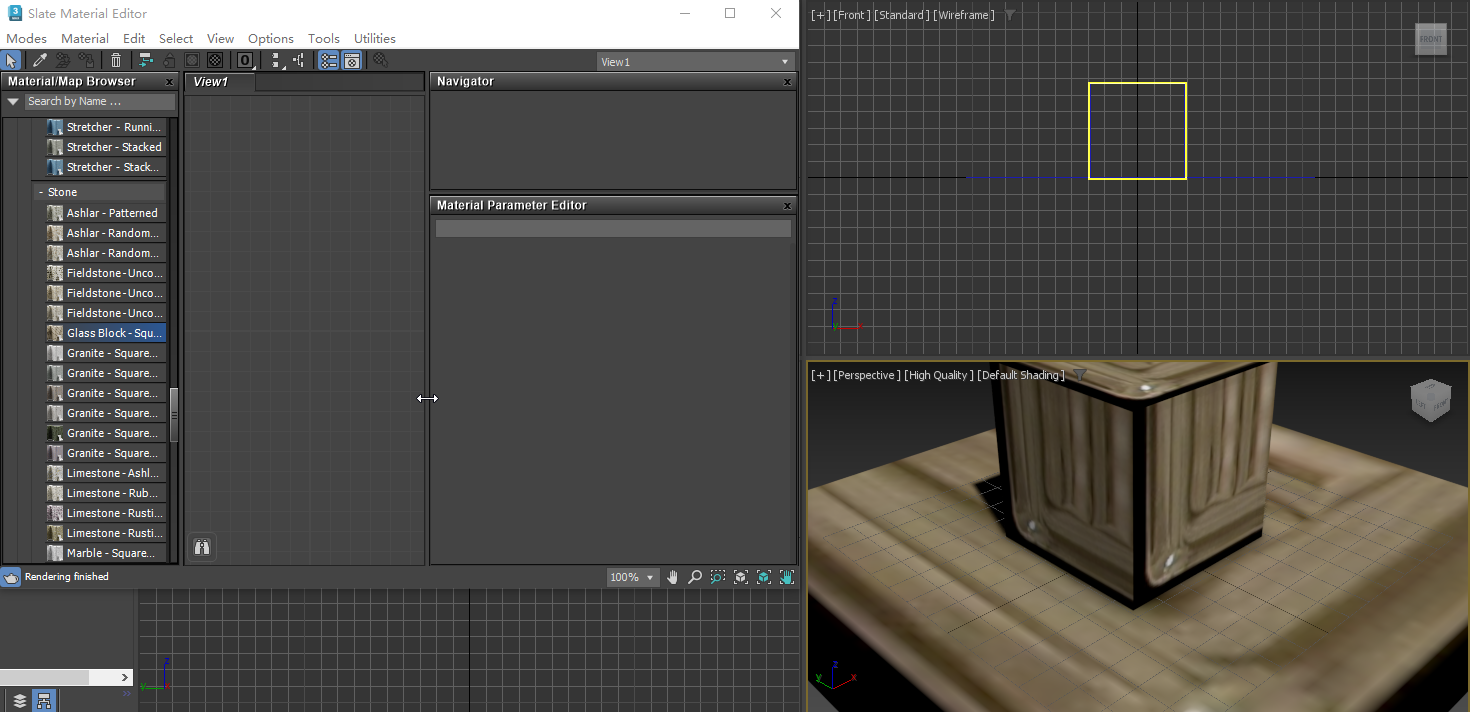 Slate Material Editor
Modes Material Edit Select View Options Tools Utilities
0 View1
Material/Map Browser
Search by Name ...
Stretcher - Runni...
Stretcher - Stacked
Stretcher - Stack...
- Stone
Ashlar - Patterned
Ashlar - Random...
Ashlar - Random...
Fieldstone - Unco...
Fieldstone - Unco...
Fieldstone - Unco...
Glass Block - Squ...
Granite - Square...
Granite - Square...
Granite - Square...
Granite - Square...
Granite - Square...
Granite - Square...
Limestone - Ashl...
Limestone - Rub...
Limestone - Rusti...
Limestone - Rusti...
Marble - Square...
View1
Navigator
Material Parameter Editor
Rendering finished
100%
z
y
[+] [Front] [Standard] [Wireframe]
FRONT
z
[+] [Perspective] [High Quality] [Default Shading]
FRONT
z
y
x